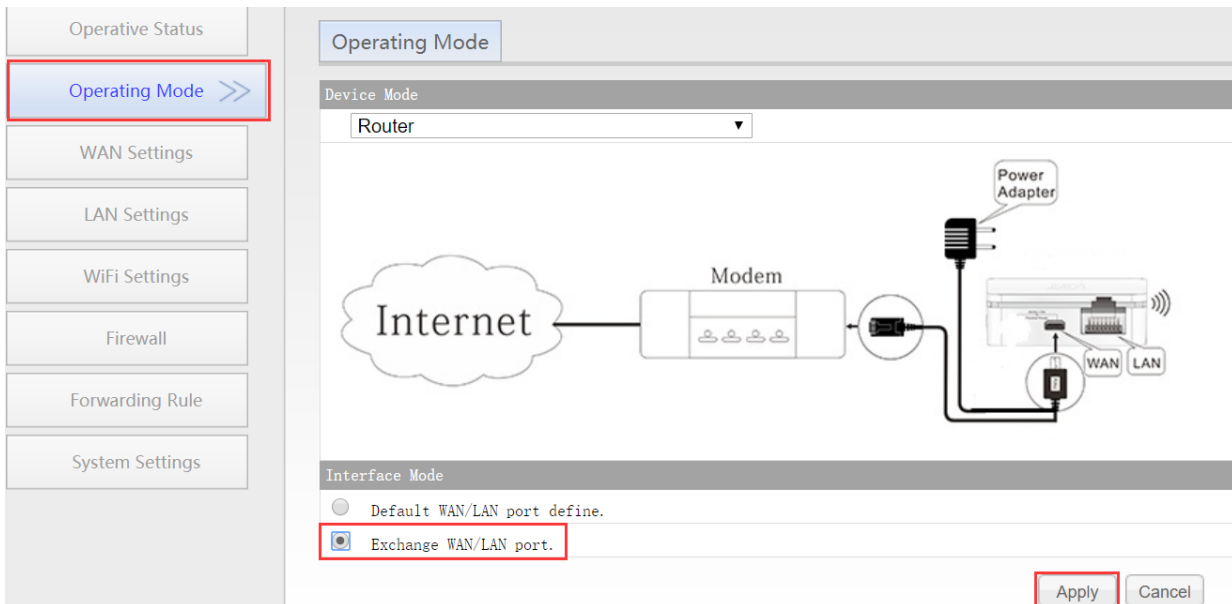 Operative Status
Operating Mode
WAN Settings
LAN Settings
WiFi Settings
Firewall
Forwarding Rule
System Settings
Operating Mode
Device Mode
Router
Power
Adapter
Modem
Internet
WAN LAN
Interface Mode
Default WAN/LAN port define.
Exchange WAN/LAN port.
Apply Cancel